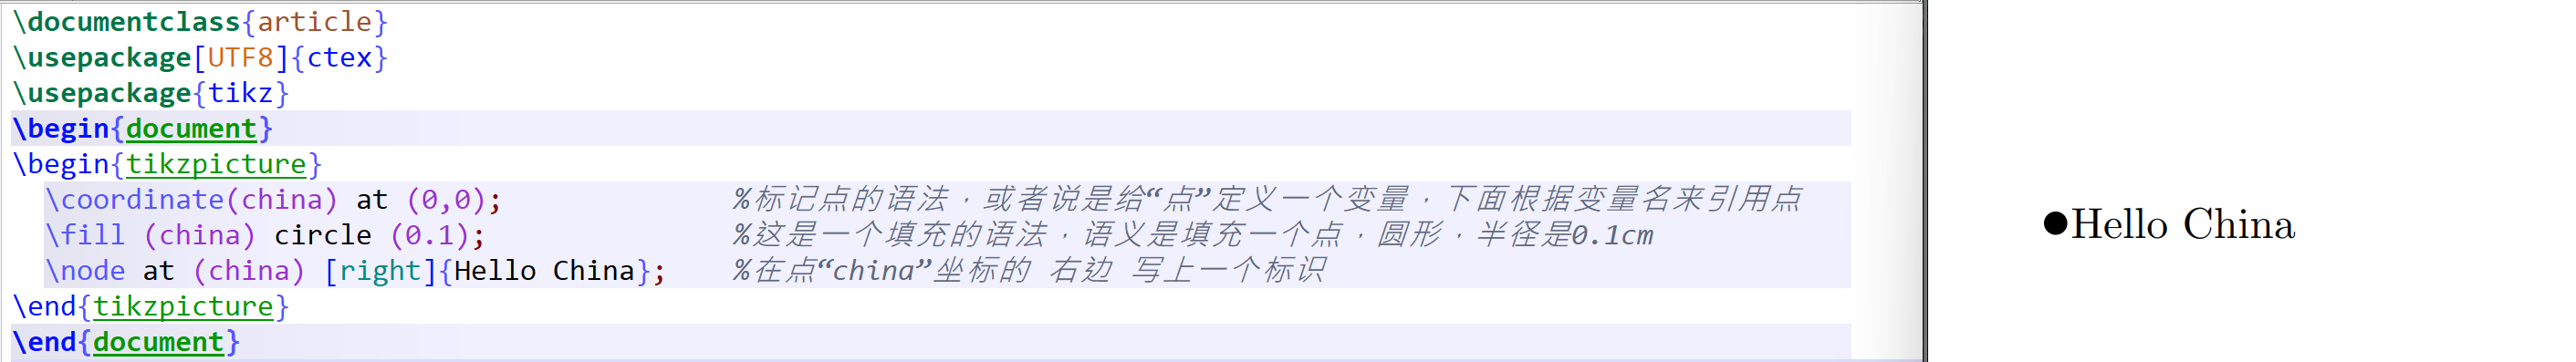 \documentclass{article}
\usepackage[UTF8]{ctex}
\usepackage{tikz}
\begin{document}
\begin{tikzpicture}
\coordinate(china) at (0,0); %标记点的语法，或者说是给“点”定义一个变量，下面根据变量名来引用点
\fill (china) circle (0.1); %这是一个填充的语法，语义是填充一个点，圆形，半径是0.1cm
\node at (china) [right]{Hello China}; %在点“china”坐标的 右边 写上一个标识
\end{tikzpicture}
\end{document}
Hello China